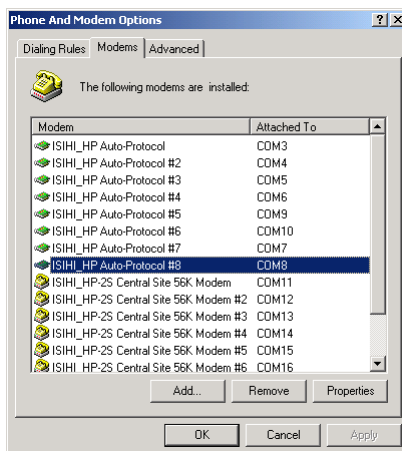 Phone And Modem Options
Dialing Rules Modems Advanced
The following modems are installed:
Modem Attached To
ISIHI_HP Auto-Protocol COM3
ISIHI_HP Auto-Protocol #2 COM4
ISIHI_HP Auto-Protocol #3 COM5
ISIHI_HP Auto-Protocol #4 COM6
ISIHI_HP Auto-Protocol #5 COM9
ISIHI_HP Auto-Protocol #6 COM10
ISIHI_HP Auto-Protocol #7 COM7
ISIHI_HP Auto-Protocol #8 COM8
ISIHI_HP-2S Central Site 56K Modem COM11
ISIHI_HP-2S Central Site 56K Modem #2 COM12
ISIHI_HP-2S Central Site 56K Modem #3 COM13
ISIHI_HP-2S Central Site 56K Modem #4 COM14
ISIHI_HP-2S Central Site 56K Modem #5 COM15
ISIHI_HP-2S Central Site 56K Modem #6 COM16
Add... Remove Properties
OK Cancel Apply